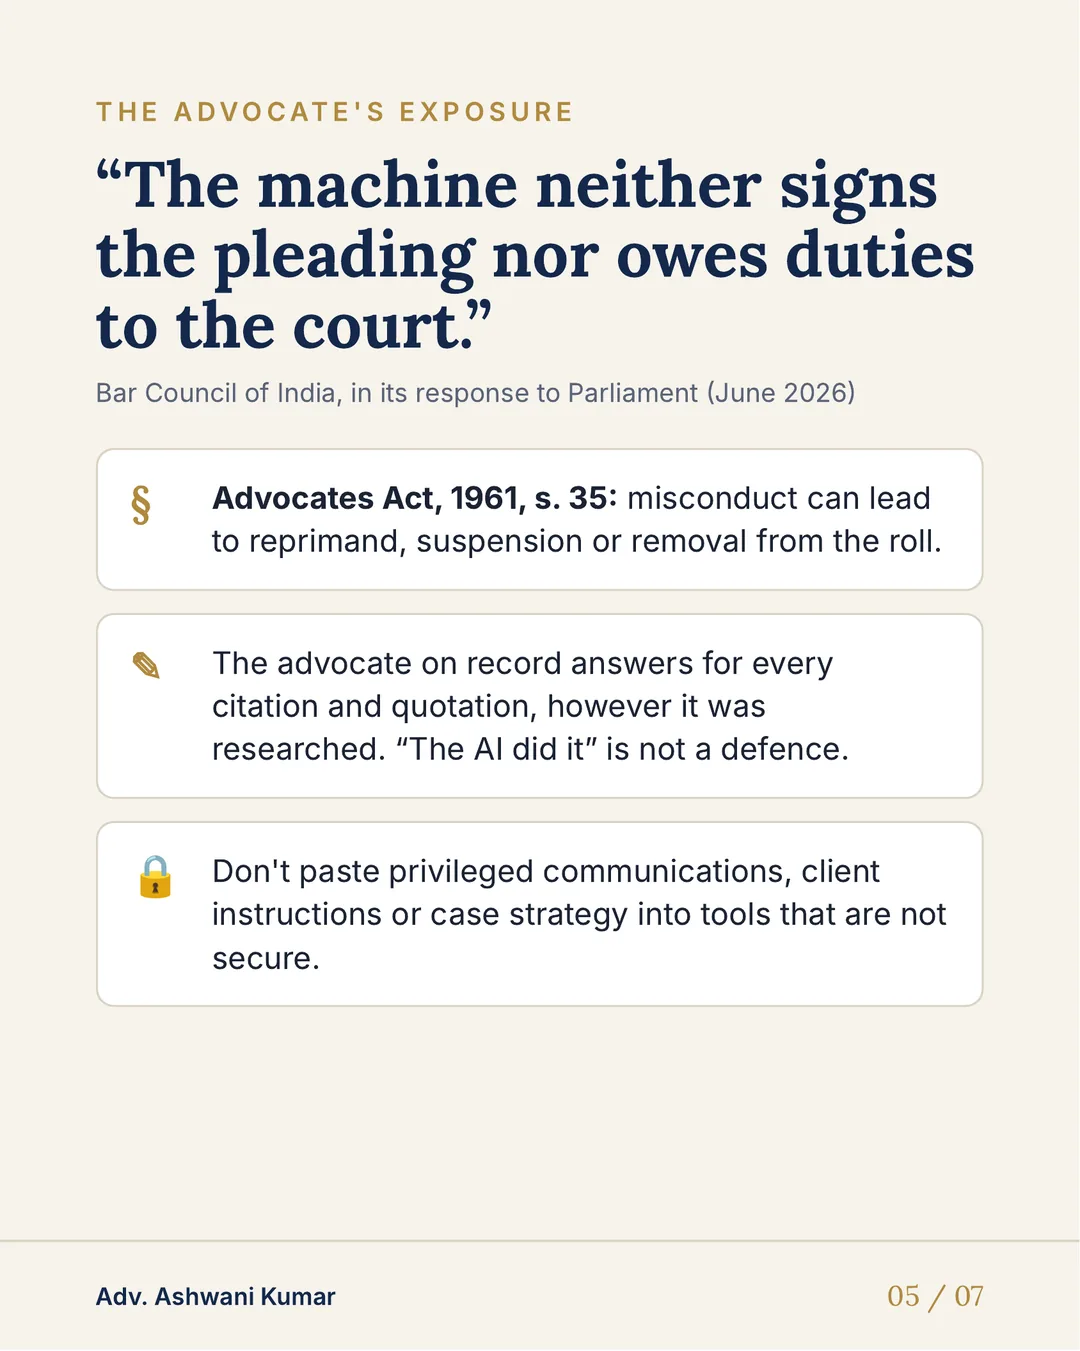 THE ADVOCATE'S EXPOSURE
“The machine neither signs
the pleading nor owes duties
to the court.”
Bar Council of India, in its response to Parliament (June 2026)
§
Advocates Act, 1961, s. 35: misconduct can lead
to reprimand, suspension or removal from the roll.
The advocate on record answers for every
citation and quotation, however it was
researched. “The AI did it” is not a defence.
Don't paste privileged communications, client
instructions or case strategy into tools that are not
secure.
Adv. Ashwani Kumar
05 / 07